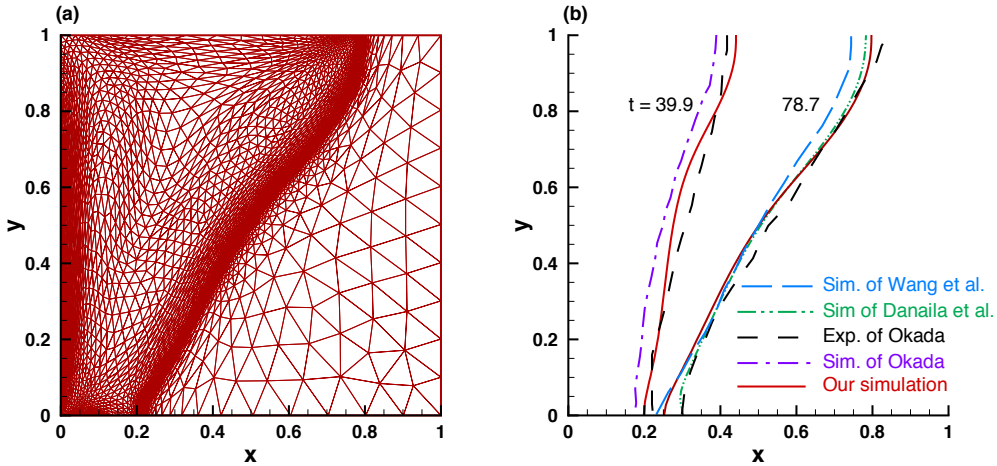 (a)
1
0.8
0.6
0.4
0.2
0
y
0 0.2 0.4 0.6 0.8 1
x
(b)
1
0.8
0.6
0.4
0.2
0
y
t = 39.9
78.7
Sim. of Wang et al.
Sim of Danaila et al.
Exp. of Okada
Sim. of Okada
Our simulation
0 0.2 0.4 0.6 0.8 1
x